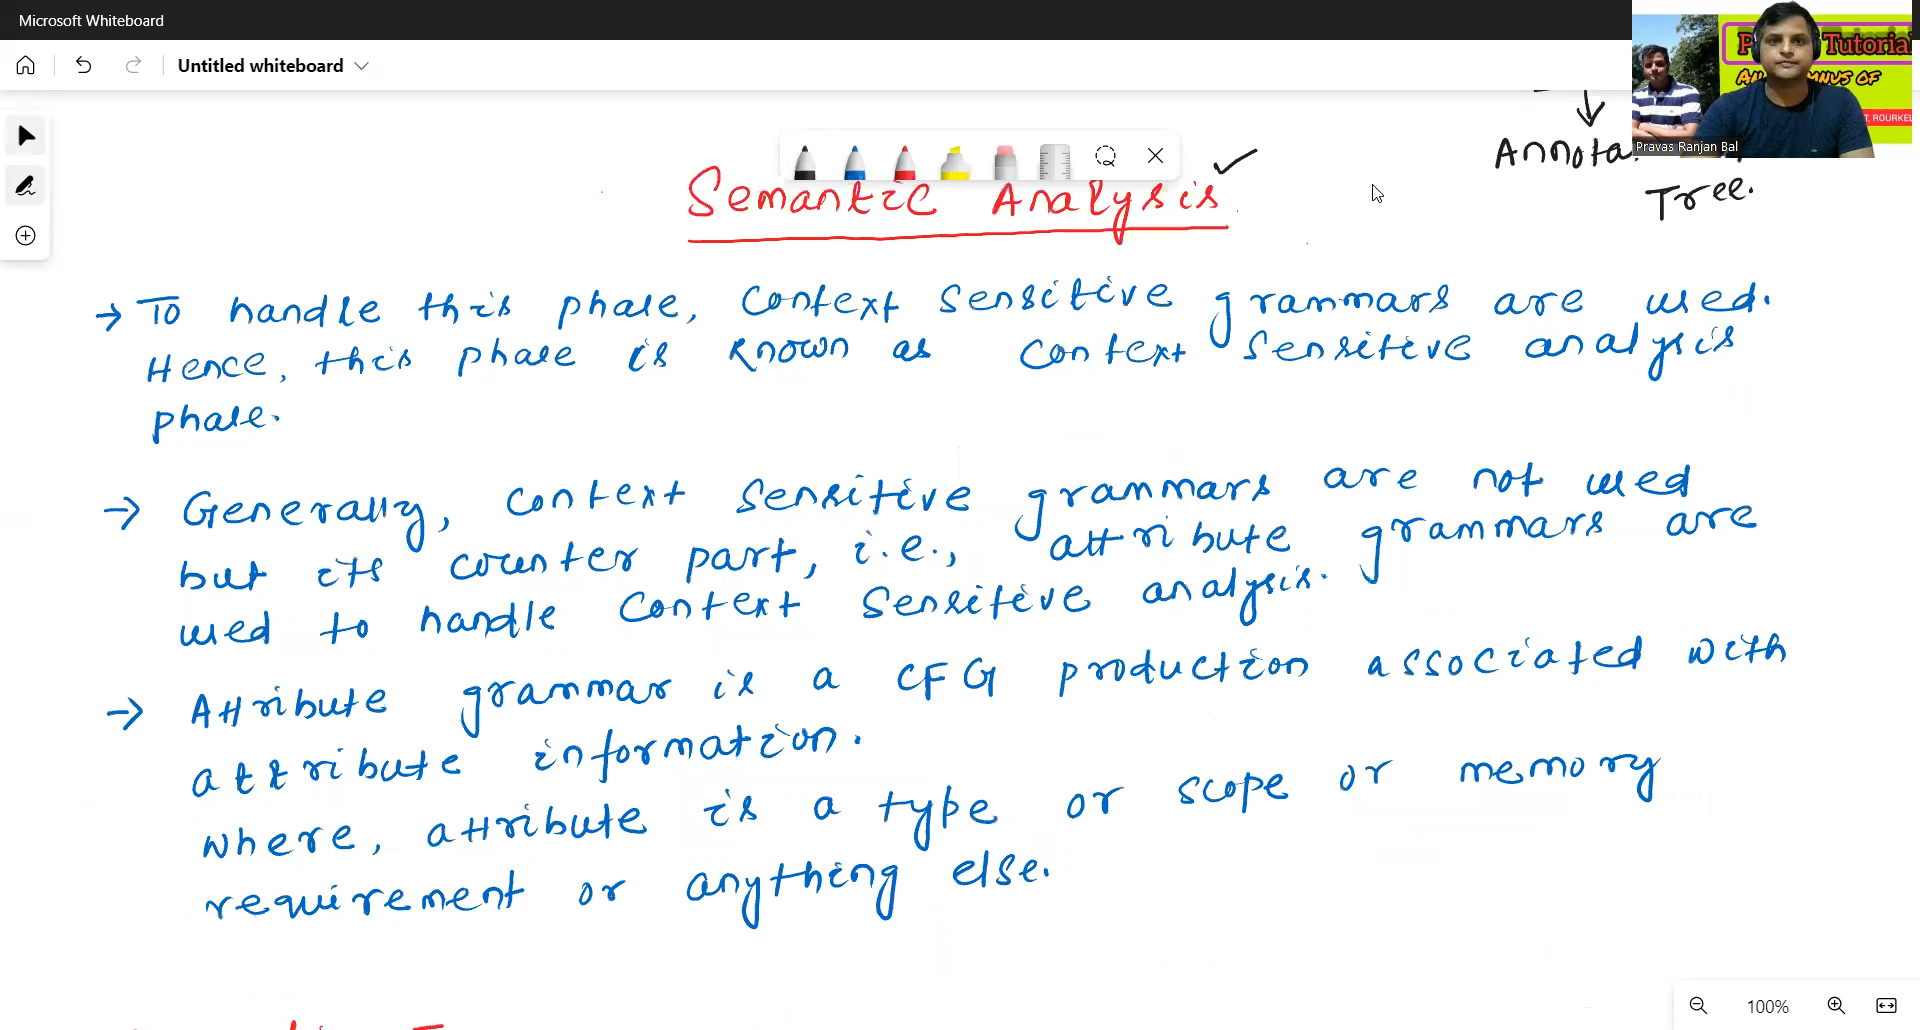 Microsoft Whiteboard
Untitled whiteboard
Tutorial
OF
ROURKEL
Pravas Ranjan Bal
Annota
Tree.
Semantic Analysis
→ To handle this phase, context sensitive grammars are used.
Hence, this phase is known as context sensitive analysis
phase.
→ Generally, context sensitive grammars are not used
but its counter part, i.e., attribute grammars are
used to handle context sensitive analysis.
→ Attribute grammar is a CFG production associated with
attribute information.
where, attribute is a type or scope or memory
requirement or anything else.
100%